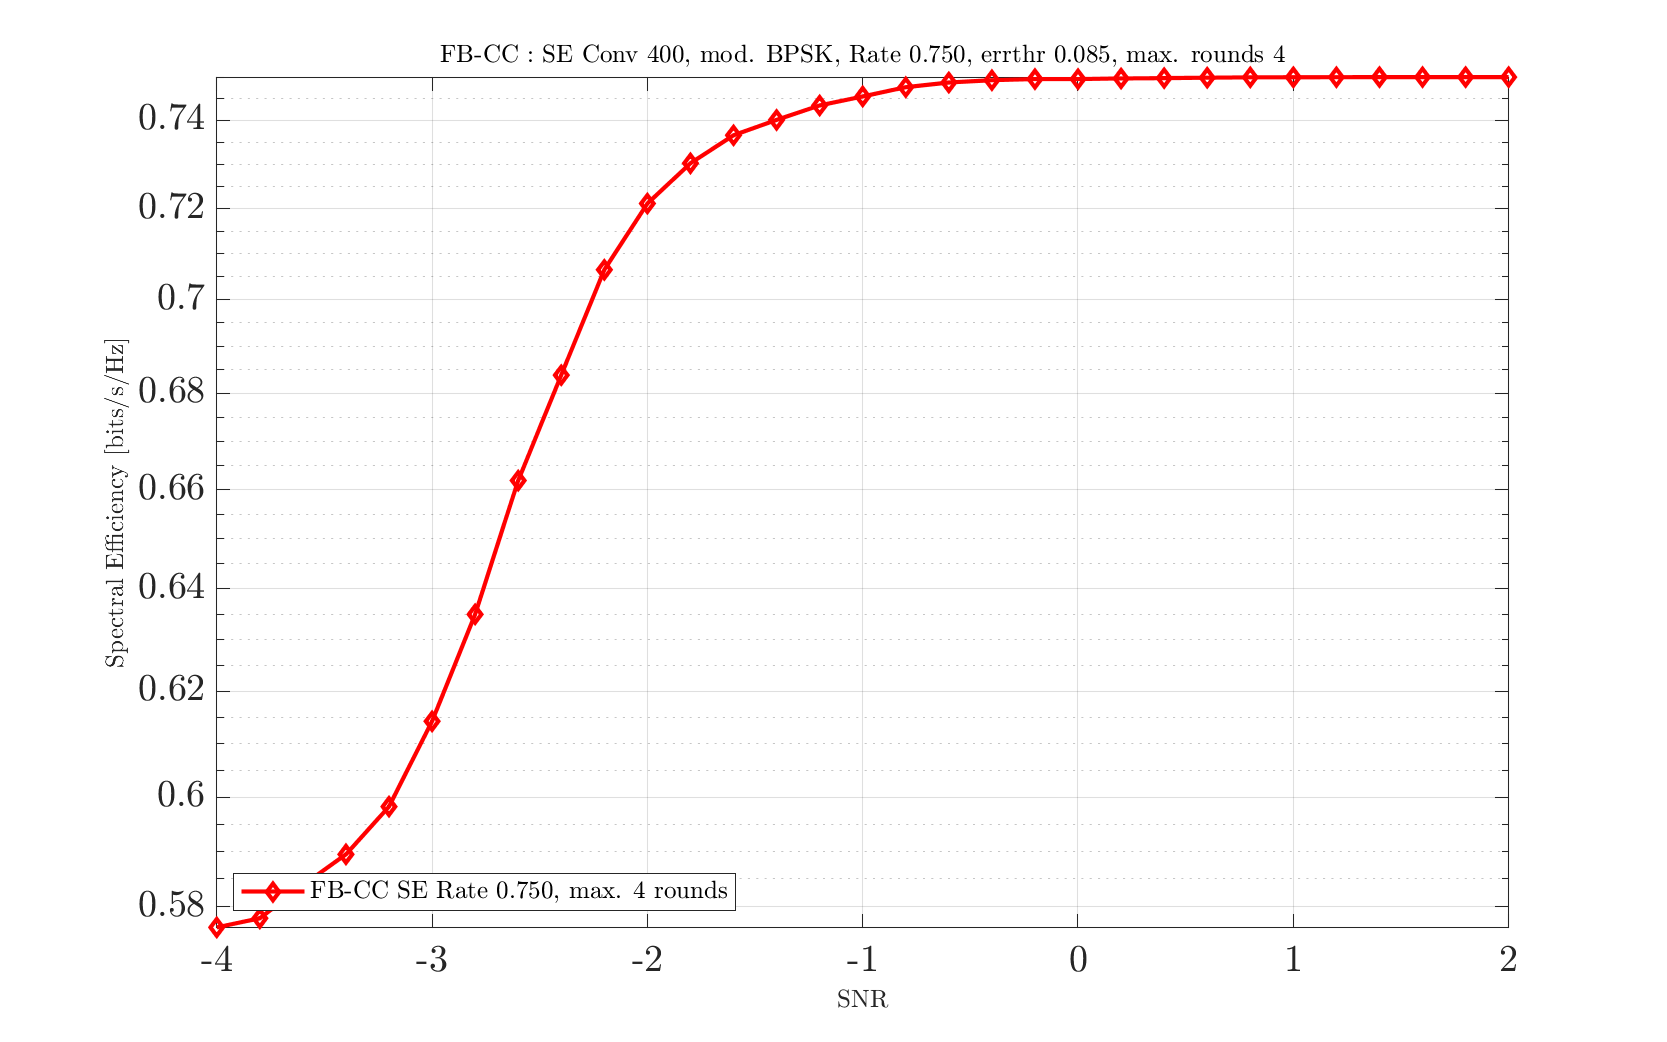 FB-CC : SE Conv 400, mod. BPSK, Rate 0.750, errthr 0.085, max. rounds 4
0.74
0.72
0.7
0.68
0.66
0.64
0.62
0.6
0.58
Spectral Efficiency [bits/s/Hz]
FB-CC SE Rate 0.750, max. 4 rounds
-4 -3 -2 -1 0 1 2
SNR